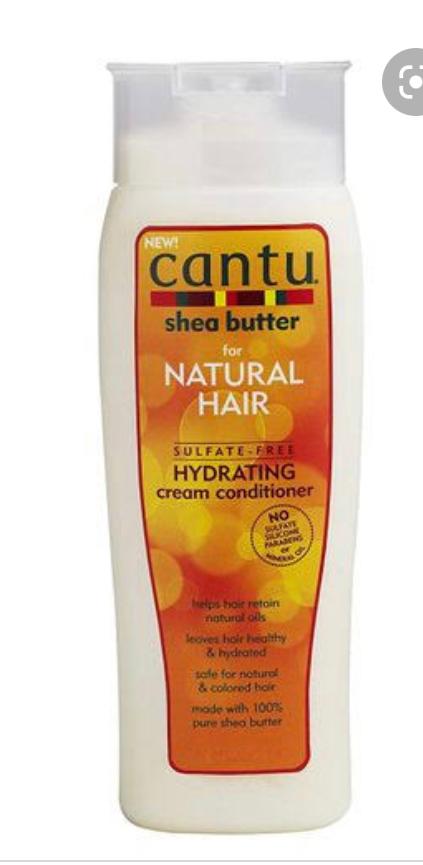 NEW!
cantu
shea butter
for
NATURAL
HAIR
SULFATE-FREE
HYDRATING
cream conditioner
NO
SULFATE
SILICONE
PARABENS
or
MINERAL OIL
helps hair retain
natural oils
leaves hair healthy
& hydrated
safe for natural
& colored hair
made with 100%
pure shea butter